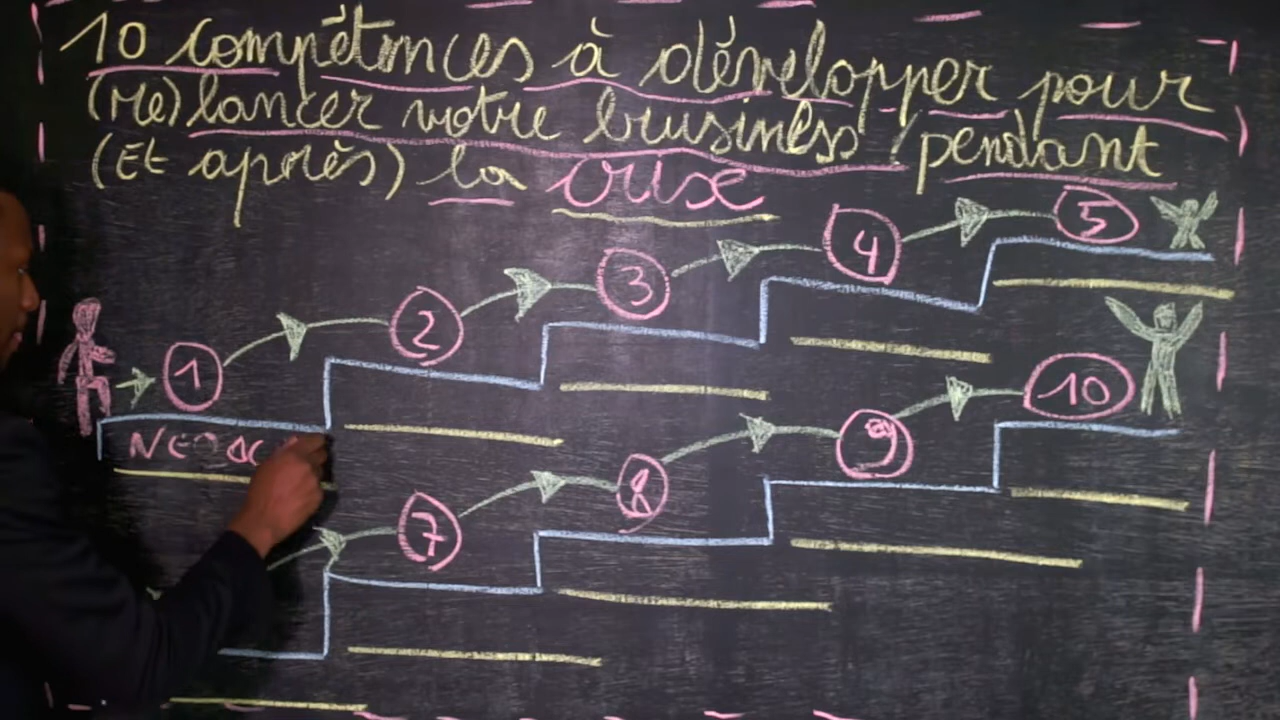 10 compétences à développer pour
(Re) lancer votre business / pendant
(Et après) la crise
1 2 3 4 5
7 8 9 10